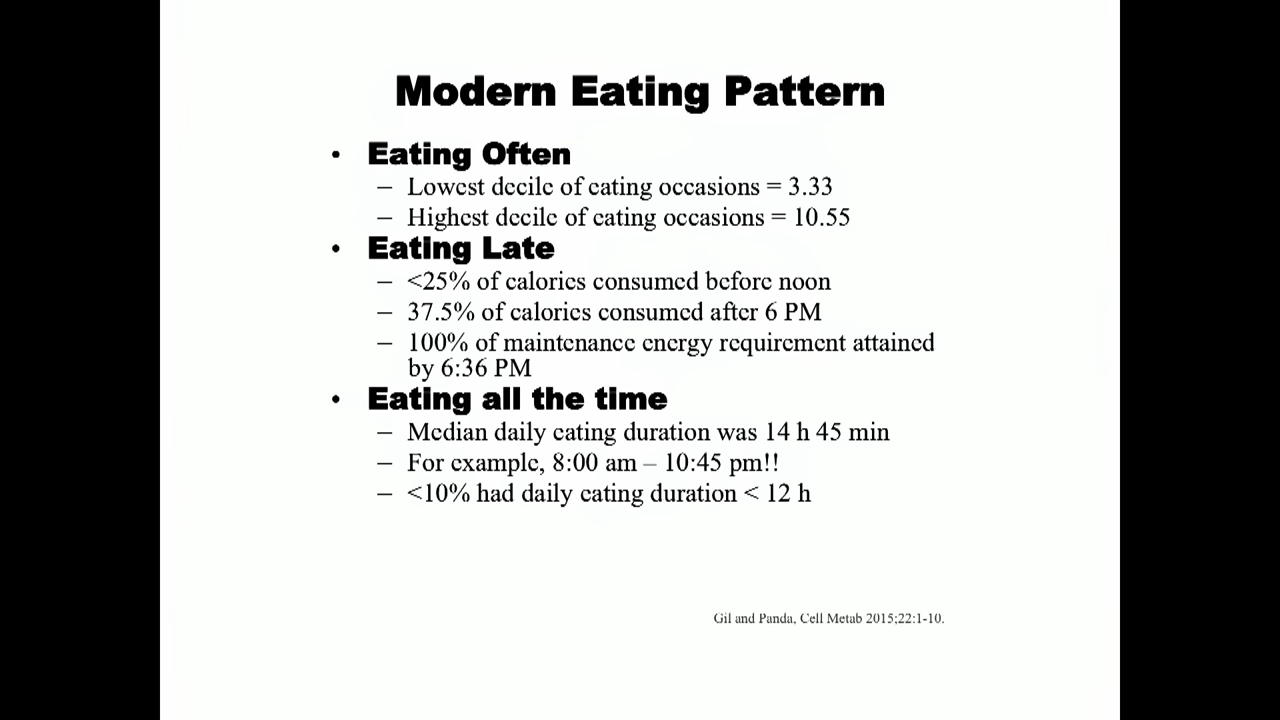 Modern Eating Pattern
• Eating Often
– Lowest decile of eating occasions = 3.33
– Highest decile of eating occasions = 10.55
• Eating Late
– <25% of calories consumed before noon
– 37.5% of calories consumed after 6 PM
– 100% of maintenance energy requirement attained
by 6:36 PM
• Eating all the time
– Median daily eating duration was 14 h 45 min
– For example, 8:00 am – 10:45 pm!!
– <10% had daily eating duration < 12 h
Gil and Panda, Cell Metab 2015;22:1-10.